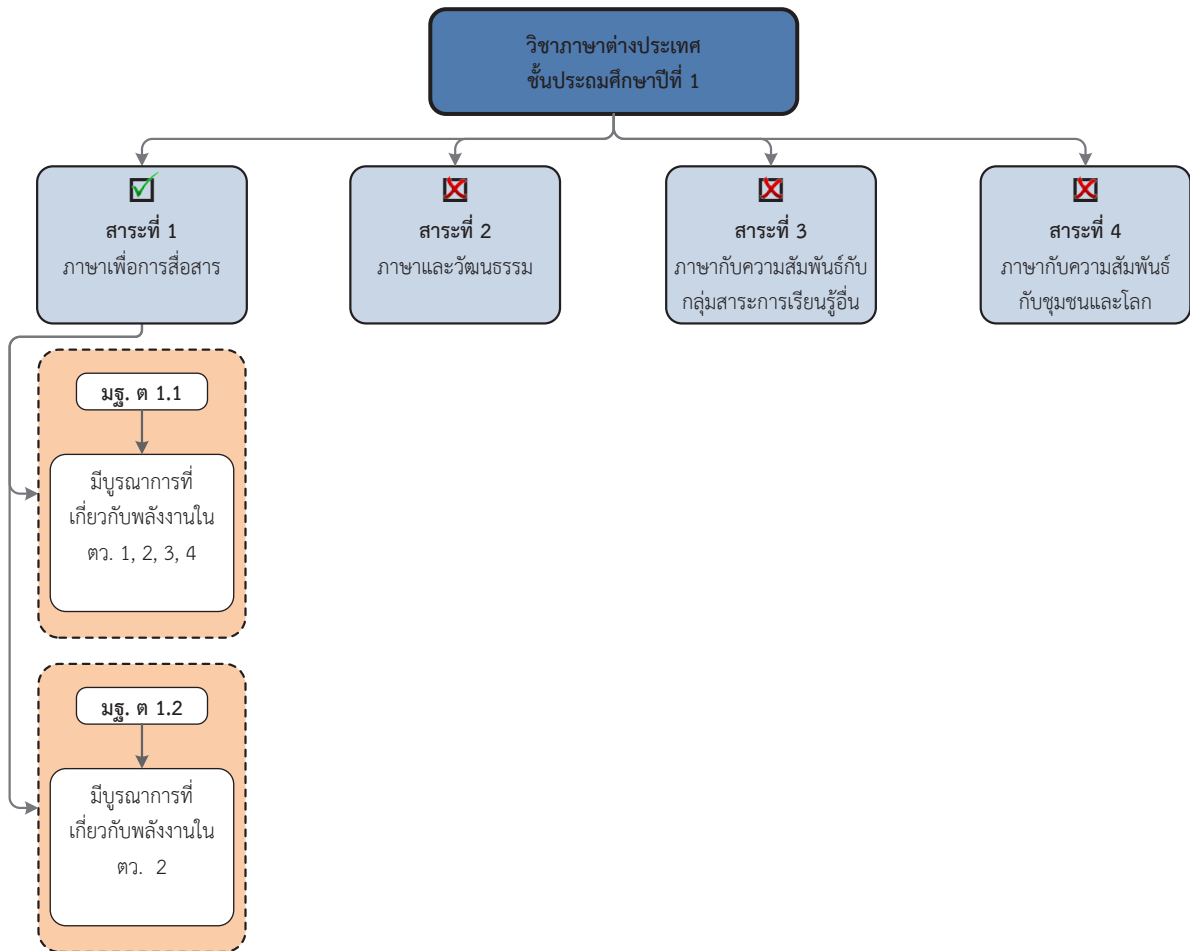 วิชาภาษาต่างประเทศ
ชั้นประถมศึกษาปีที่ 1
สาระที่ 1
ภาษาเพื่อการสื่อสาร
สาระที่ 2
ภาษาและวัฒนธรรม
สาระที่ 3
ภาษากับความสัมพันธ์กับ
กลุ่มสาระการเรียนรู้อื่น
สาระที่ 4
ภาษากับความสัมพันธ์
กับชุมชนและโลก
มฐ. ต 1.1
มีบูรณาการที่
เกี่ยวกับพลังงานใน
ตว. 1, 2, 3, 4
มฐ. ต 1.2
มีบูรณาการที่
เกี่ยวกับพลังงานใน
ตว. 2